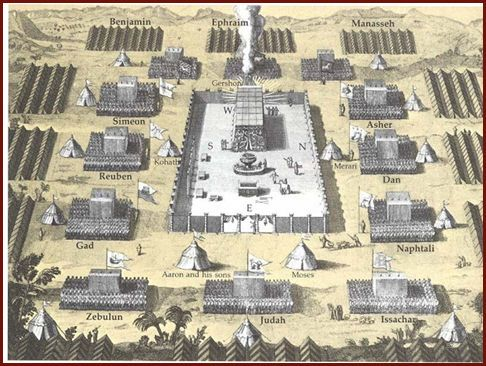 Benjamin
Ephraim
Manasseh
Gershon
W
Simeon
Asher
S
N
Kohath
Merari
Reuben
Dan
E
Gad
Naphtali
Aaron and his sons
Moses
Zebulun
Judah
Issachar